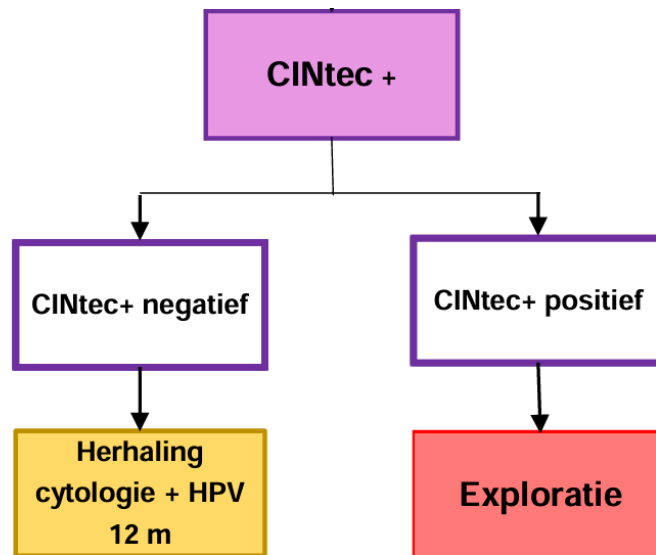 CINtec +
CINtec+ negatief
CINtec+ positief
Herhaling
cytologie + HPV
12 m
Exploratie